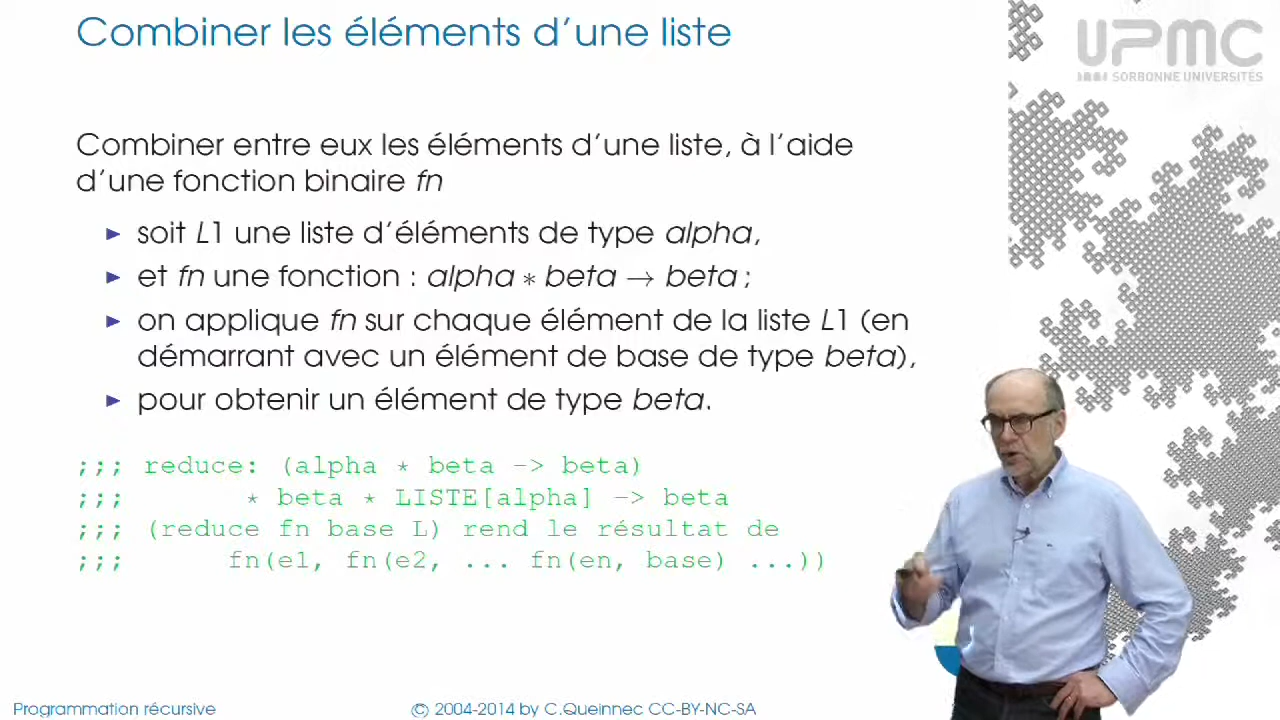 Combiner les éléments d'une liste
UPMC
SORBONNE UNIVERSITÉS
Combiner entre eux les éléments d'une liste, à l'aide
d'une fonction binaire fn
► soit L1 une liste d'éléments de type alpha,
► et fn une fonction : alpha * beta → beta ;
► on applique fn sur chaque élément de la liste L1 (en
démarrant avec un élément de base de type beta),
► pour obtenir un élément de type beta.
;;; reduce: (alpha * beta -> beta)
;;; * beta * LISTE[alpha] -> beta
;;; (reduce fn base L) rend le résultat de
;;; fn(e1, fn(e2, ... fn(en, base) ...))
Programmation récursive
© 2004-2014 by C.Queinnec CC-BY-NC-SA